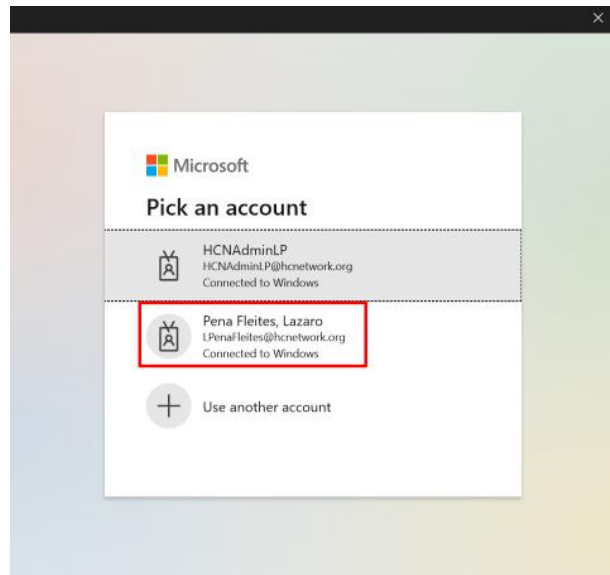 Microsoft
Pick an account
HCNAdminLP
HCNAdminLP@hcnetwork.org
Connected to Windows
Pena Fleites, Lazaro
LPenaFleites@hcnetwork.org
Connected to Windows
Use another account